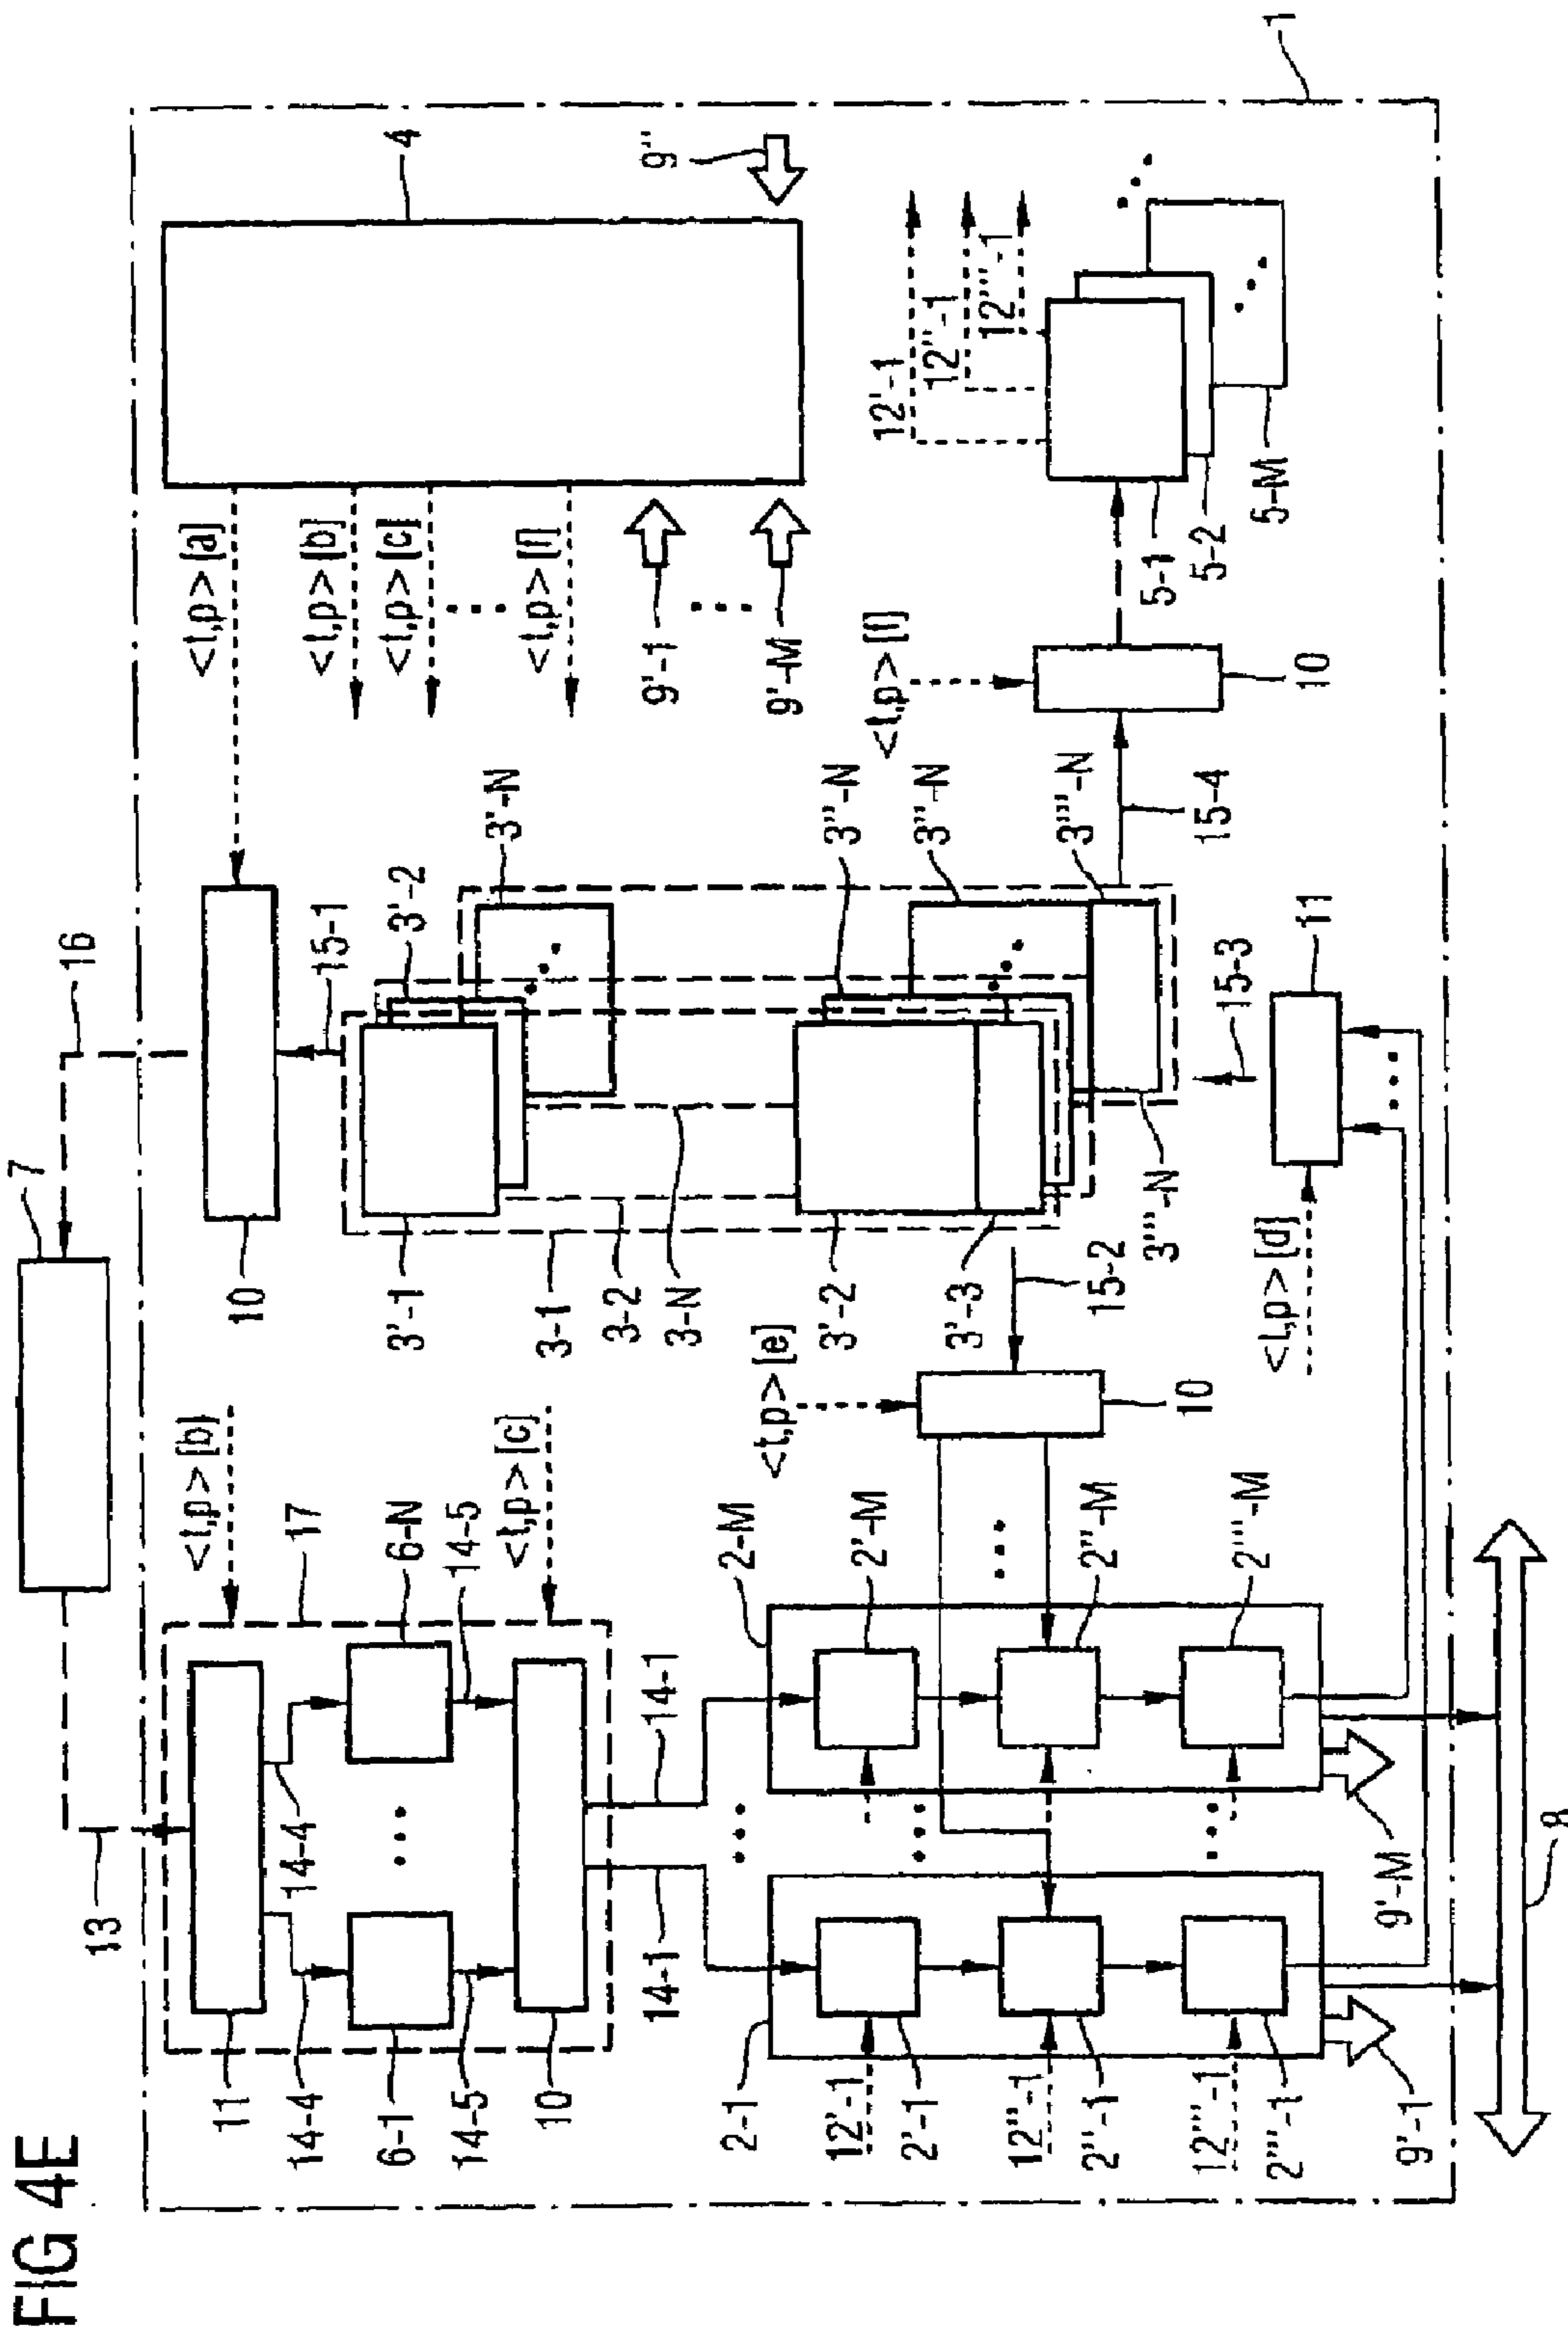 FIG 4E
7
13
16
1
11
14-4
14-4
6-1
6-N
14-5
14-5
10
17
<t,p>[b]
<t,p>[c]
14-1
14-1
10
15-1
3'-1
3'-2
3'-N
3-1
3-2
3-N
3'-2
3'-3
3''-N
3''-N
3'''-N
3'''-N
<t,p>[a]
<t,p>[b]
<t,p>[c]
<t,p>[f]
4
9'-1
9'-M
9''
2-1
12'-1
2'-1
12''-1
2''-1
12'''-1
2'''-1
9'-1
2-M
2'-M
2''-M
2'''-M
9'-M
8
<t,p>[e]
10
15-2
<t,p>[d]
11
15-3
15-4
<t,p>[f]
10
12'-1
12''-1
12'''-1
5-1
5-2
5-M